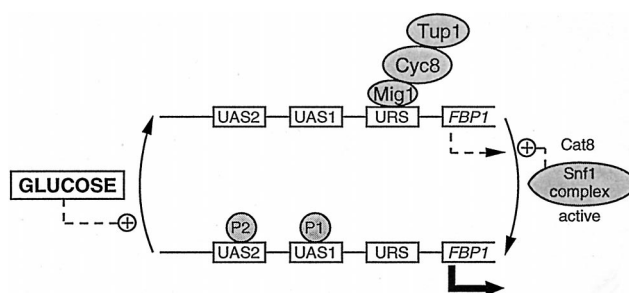 Tup1
Cyc8
Mig1
UAS2 UAS1 URS FBP1
Cat8
Snf1
complex
active
GLUCOSE
P2 P1
UAS2 UAS1 URS FBP1